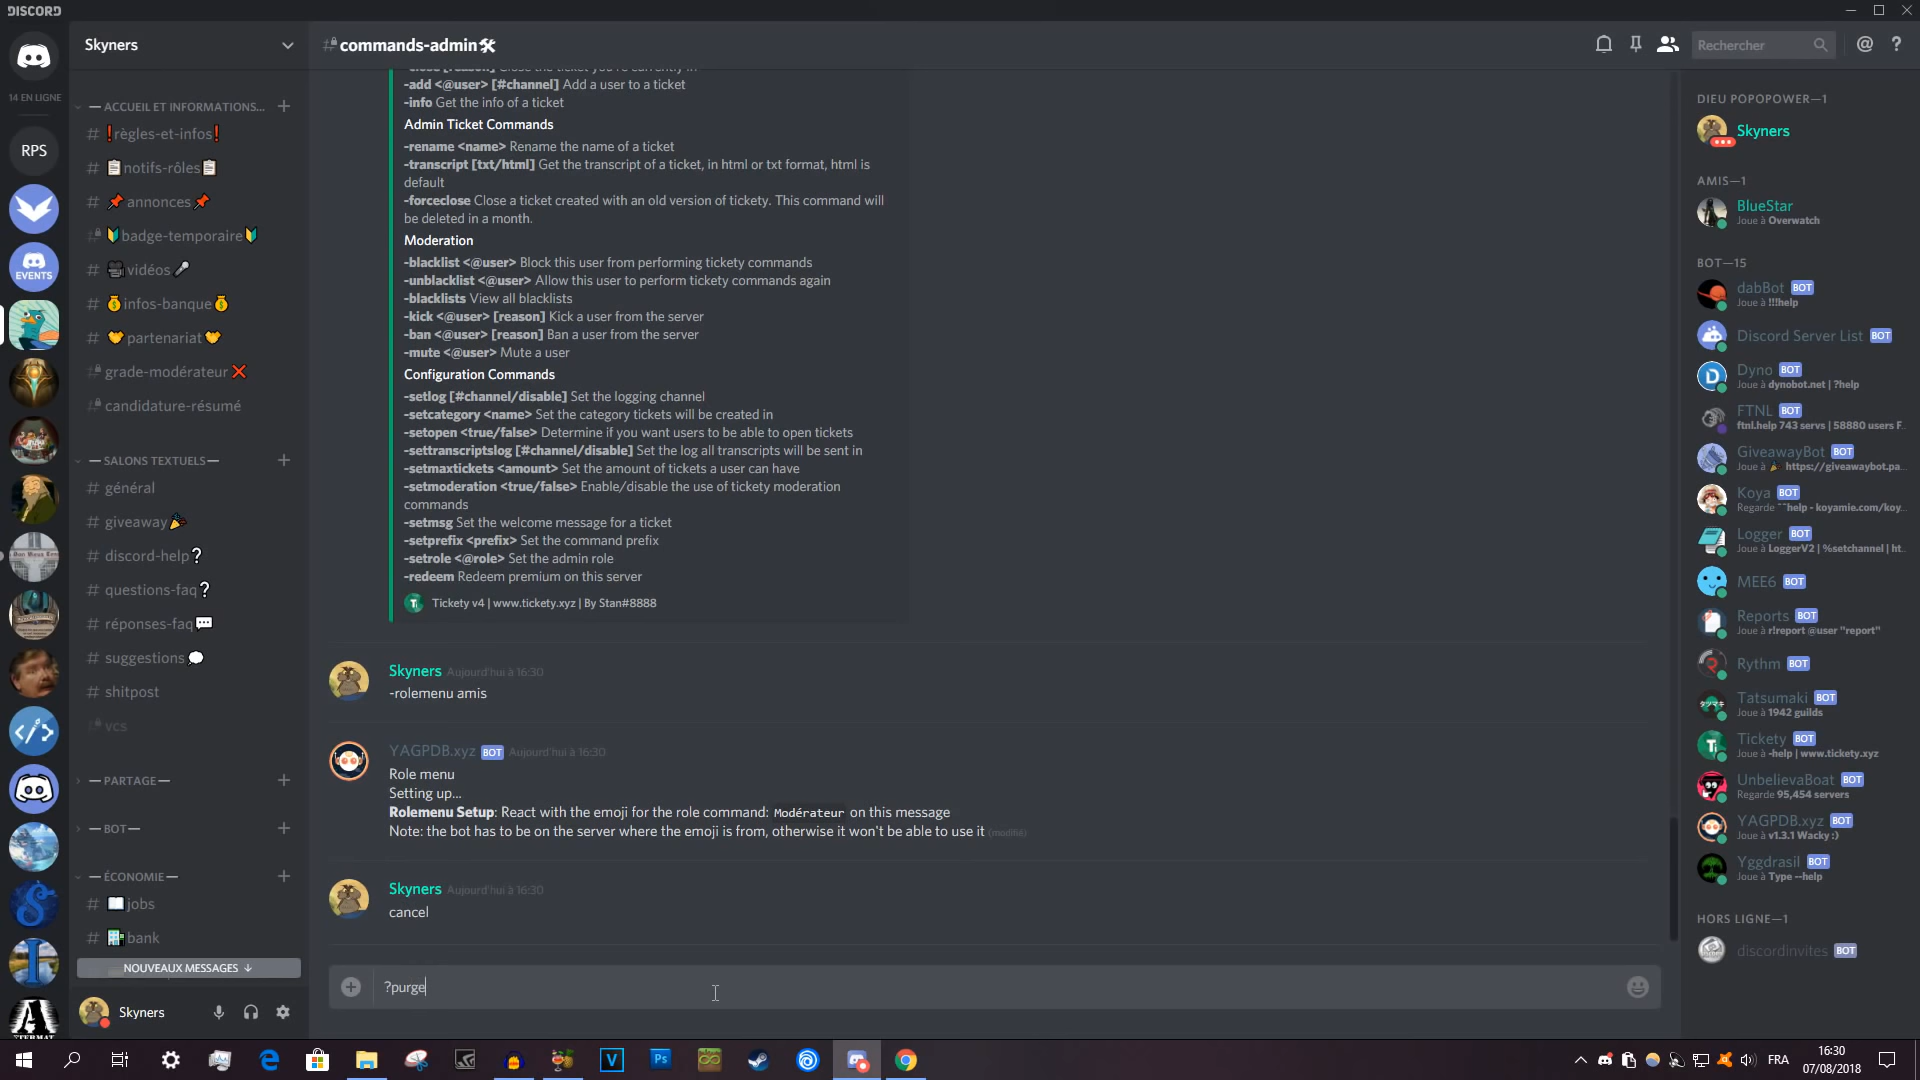 DISCORD
Skyners
commands-admin
Rechercher
14 EN LIGNE
RPS
EVENTS
— ACCUEIL ET INFORMATIONS...
règles-et-infos
notifs-rôles
annonces
badge-temporaire
vidéos
infos-banque
partenariat
grade-modérateur
candidature-résumé
— SALONS TEXTUELS —
général
giveaway
discord-help
questions-faq
réponses-faq
suggestions
shitpost
vcs
— PARTAGE —
— BOT —
— ÉCONOMIE —
jobs
bank
NOUVEAUX MESSAGES ↓
Skyners
-add <@user> [#channel] Add a user to a ticket
-info Get the info of a ticket
Admin Ticket Commands
-rename <name> Rename the name of a ticket
-transcript [txt/html] Get the transcript of a ticket, in html or txt format, html is
default
-forceclose Close a ticket created with an old version of tickety. This command will
be deleted in a month.
Moderation
-blacklist <@user> Block this user from performing tickety commands
-unblacklist <@user> Allow this user to perform tickety commands again
-blacklists View all blacklists
-kick <@user> [reason] Kick a user from the server
-ban <@user> [reason] Ban a user from the server
-mute <@user> Mute a user
Configuration Commands
-setlog [#channel/disable] Set the logging channel
-setcategory <name> Set the category tickets will be created in
-setopen <true/false> Determine if you want users to be able to open tickets
-settranscriptslog [#channel/disable] Set the log all transcripts will be sent in
-setmaxtickets <amount> Set the amount of tickets a user can have
-setmoderation <true/false> Enable/disable the use of tickety moderation
commands
-setmsg Set the welcome message for a ticket
-setprefix <prefix> Set the command prefix
-setrole <@role> Set the admin role
-redeem Redeem premium on this server
Tickety v4 | www.tickety.xyz | By Stan#8888
Skyners Aujourd'hui à 16:30
-rolemenu amis
YAGPDB.xyz BOT Aujourd'hui à 16:30
Role menu
Setting up...
Rolemenu Setup: React with the emoji for the role command: Modérateur on this message
Note: the bot has to be on the server where the emoji is from, otherwise it won't be able to use it (modifié)
Skyners Aujourd'hui à 16:30
cancel
?purge
DIEU POPOPOWER—1
Skyners
AMIS—1
BlueStar
Joue à Overwatch
BOT—15
dabBot BOT
Joue à !!!help
Discord Server List BOT
Dyno BOT
Joue à dynobot.net | ?help
FTNL BOT
ftnl.help 743 servs | 58880 users F...
GiveawayBot BOT
Joue à https://giveawaybot.pa...
Koya BOT
Regarde ^^help - koyamie.com/koy...
Logger BOT
Joue à LoggerV2 | %setchannel | ht...
MEE6 BOT
Reports BOT
Joue à r!report @user "report"
Rythm BOT
Tatsumaki BOT
Joue à 1942 guilds
Tickety BOT
Joue à -help | www.tickety.xyz
UnbelievaBoat BOT
Regarde 95,454 servers
YAGPDB.xyz BOT
Joue à v1.3.1 Wacky :)
Yggdrasil BOT
Joue à Type --help
HORS LIGNE—1
discordinvites BOT
FRA
16:30
07/08/2018